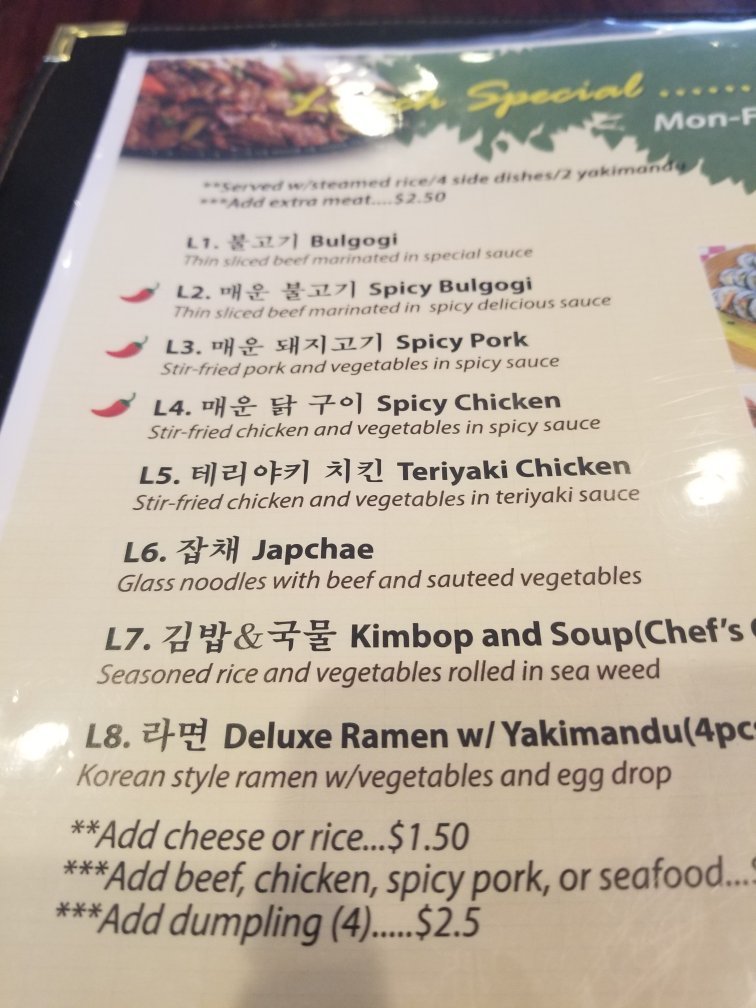 Lunch Special ......
Mon-F
**Served w/steamed rice/4 side dishes/2 yakimandu
***Add extra meat....$2.50
L1. 불고기 Bulgogi
Thin sliced beef marinated in special sauce
L2. 매운 불고기 Spicy Bulgogi
Thin sliced beef marinated in spicy delicious sauce
L3. 매운 돼지고기 Spicy Pork
Stir-fried pork and vegetables in spicy sauce
L4. 매운 닭 구이 Spicy Chicken
Stir-fried chicken and vegetables in spicy sauce
L5. 테리야키 치킨 Teriyaki Chicken
Stir-fried chicken and vegetables in teriyaki sauce
L6. 잡채 Japchae
Glass noodles with beef and sauteed vegetables
L7. 김밥&국물 Kimbop and Soup(Chef's
Seasoned rice and vegetables rolled in sea weed
L8. 라면 Deluxe Ramen w/ Yakimandu(4pc
Korean style ramen w/vegetables and egg drop
**Add cheese or rice...$1.50
***Add beef, chicken, spicy pork, or seafood...
***Add dumpling (4).....$2.5